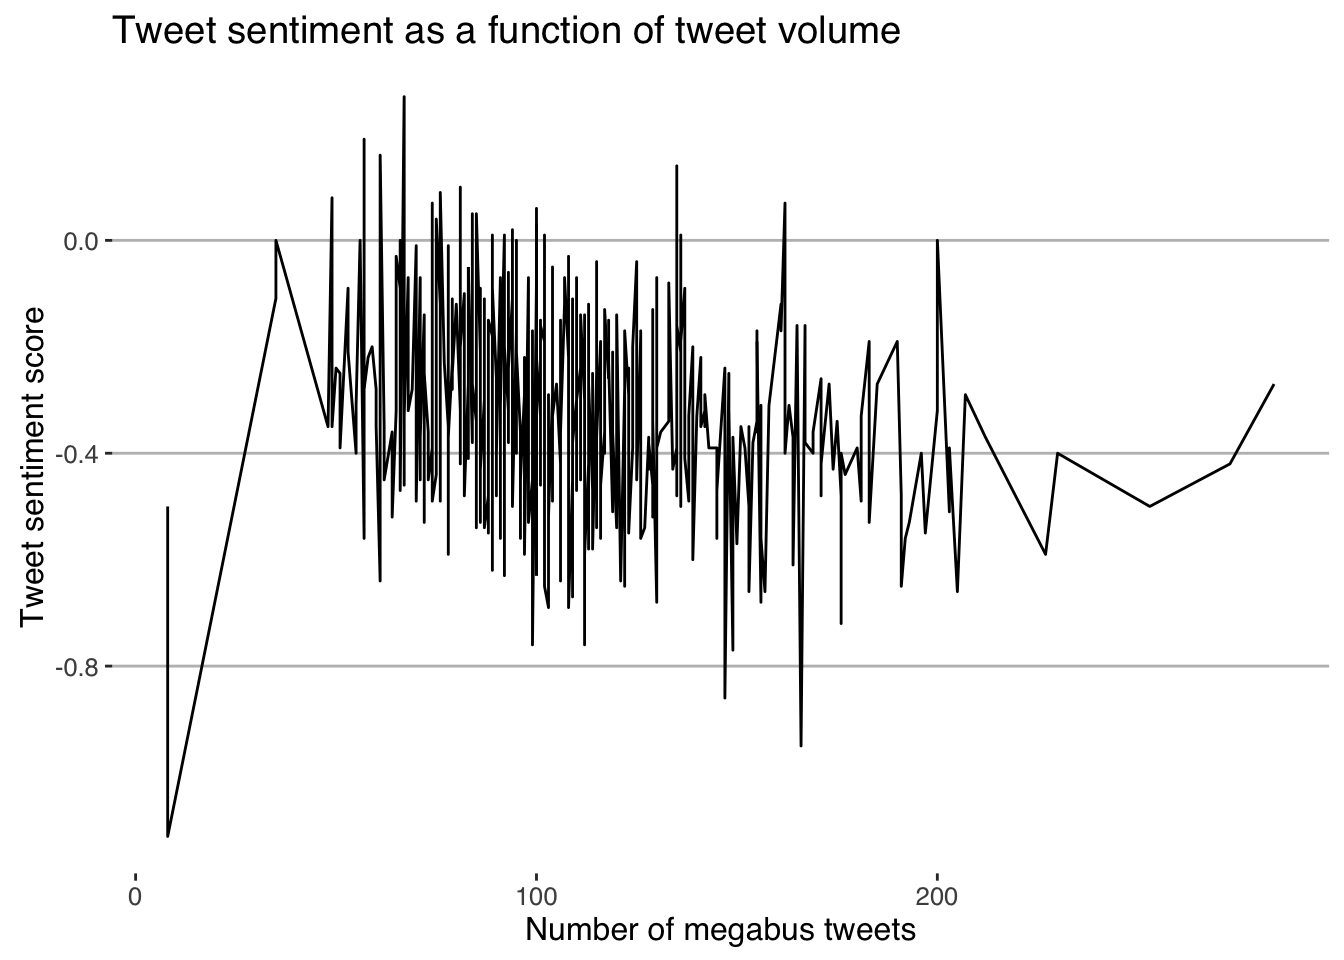 Tweet sentiment as a function of tweet volume
Tweet sentiment score
0.0
-0.4
-0.8
0
100
200
Number of megabus tweets